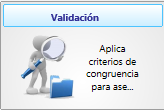 Validación
Aplica
criterios de
congruencia
para ase...